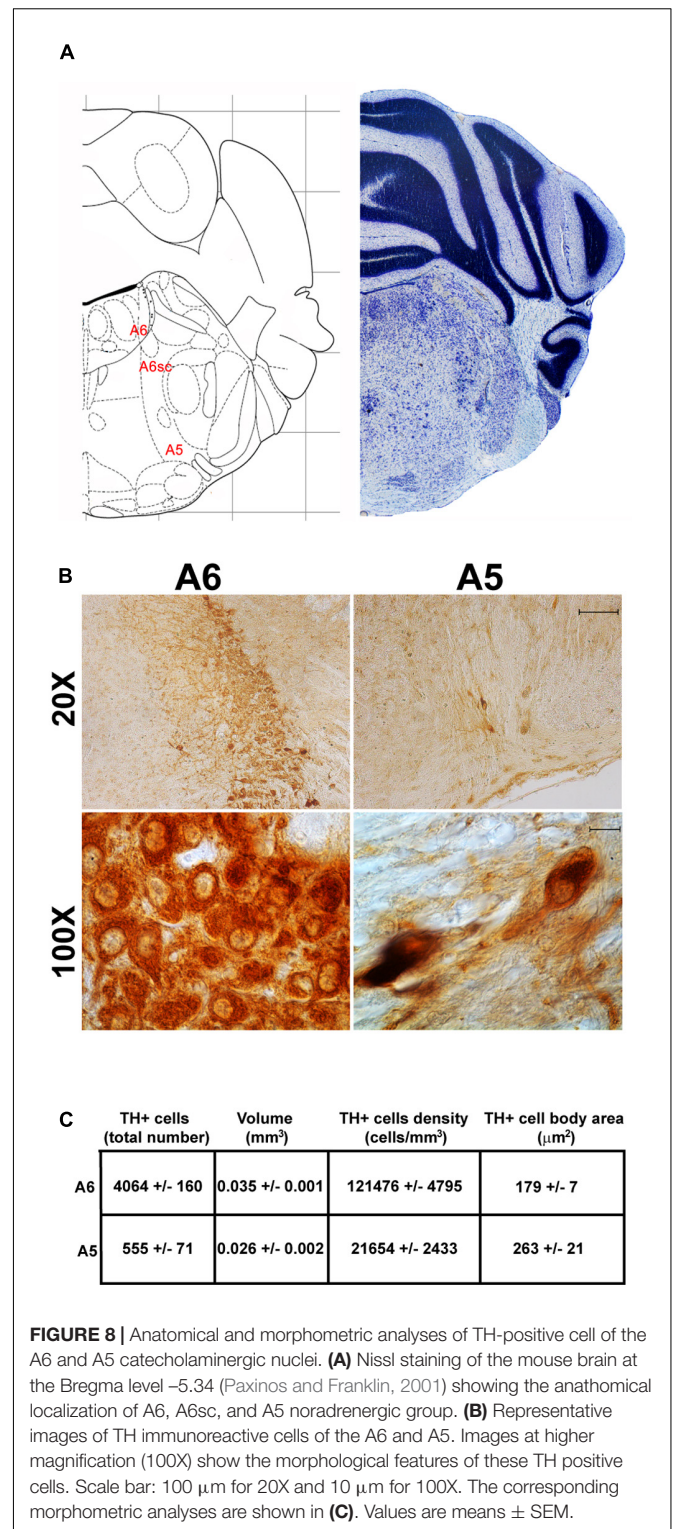 A
A6
A6sc
A5
B
A6 A5
20X
100X
C
TH+ cells (total number) Volume (mm³) TH+ cells density (cells/mm³) TH+ cell body area (μm²)
A6 4064 +/- 160 0.035 +/- 0.001 121476 +/- 4795 179 +/- 7
A5 555 +/- 71 0.026 +/- 0.002 21654 +/- 2433 263 +/- 21
FIGURE 8 | Anatomical and morphometric analyses of TH-positive cell of the
A6 and A5 catecholaminergic nuclei. (A) Nissl staining of the mouse brain at
the Bregma level –5.34 (Paxinos and Franklin, 2001) showing the anathomical
localization of A6, A6sc, and A5 noradrenergic group. (B) Representative
images of TH immunoreactive cells of the A6 and A5. Images at higher
magnification (100X) show the morphological features of these TH positive
cells. Scale bar: 100 μm for 20X and 10 μm for 100X. The corresponding
morphometric analyses are shown in (C). Values are means ± SEM.